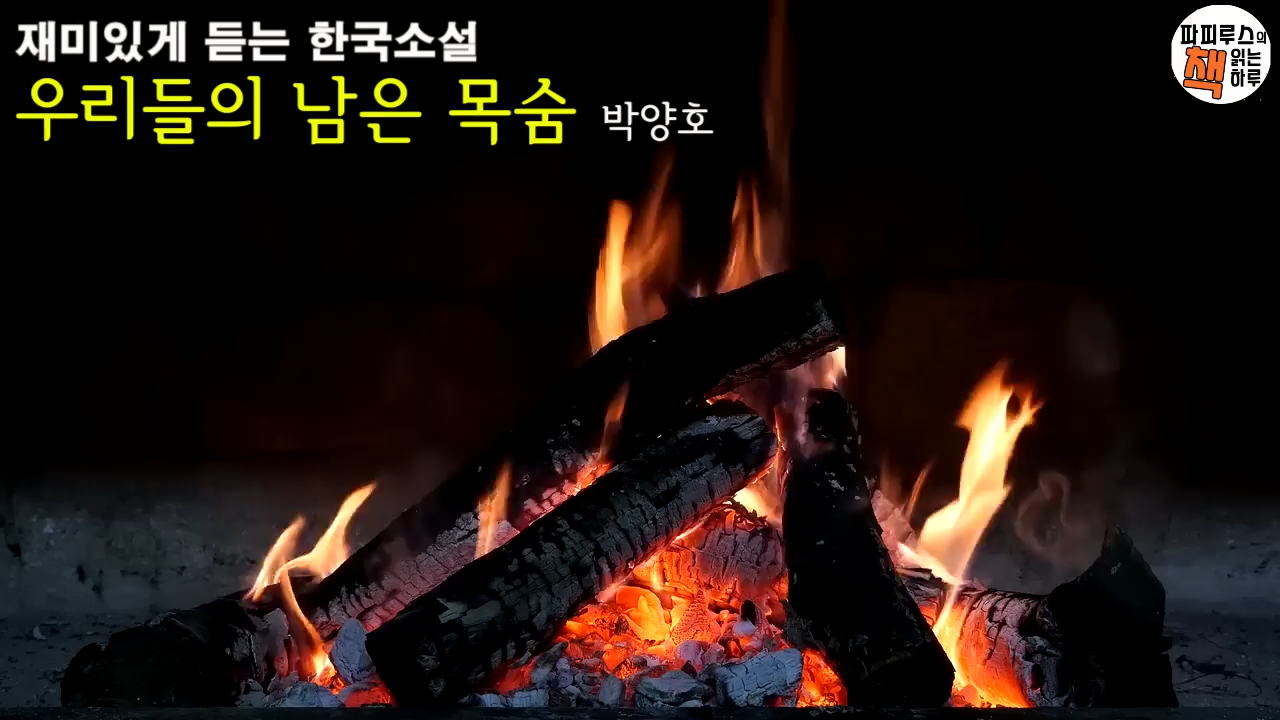 재미있게 듣는 한국소설
우리들의 남은 목숨 박양호
파피루스의
책 읽는
하루